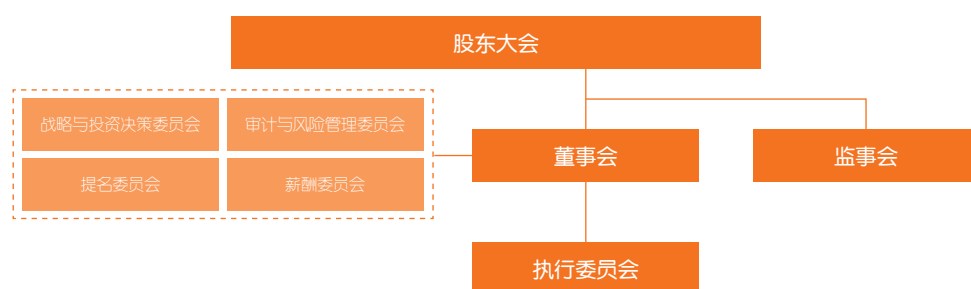 股东大会
战略与投资决策委员会
审计与风险管理委员会
提名委员会
薪酬委员会
董事会
监事会
执行委员会